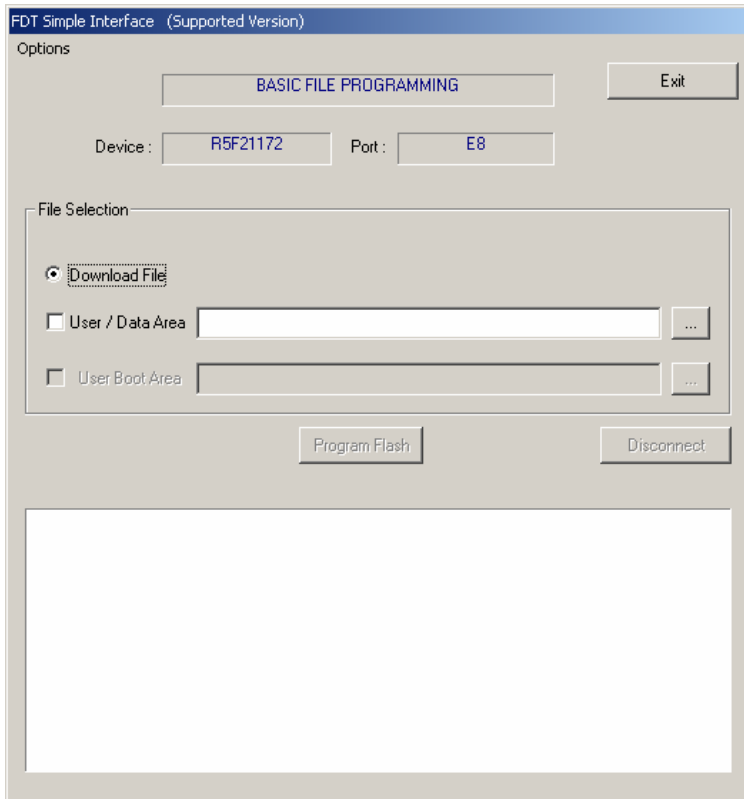 FDT Simple Interface (Supported Version)
Options
BASIC FILE PROGRAMMING
Exit
Device : R5F21172 Port : E8
File Selection
Download File
User / Data Area ...
User Boot Area ...
Program Flash Disconnect